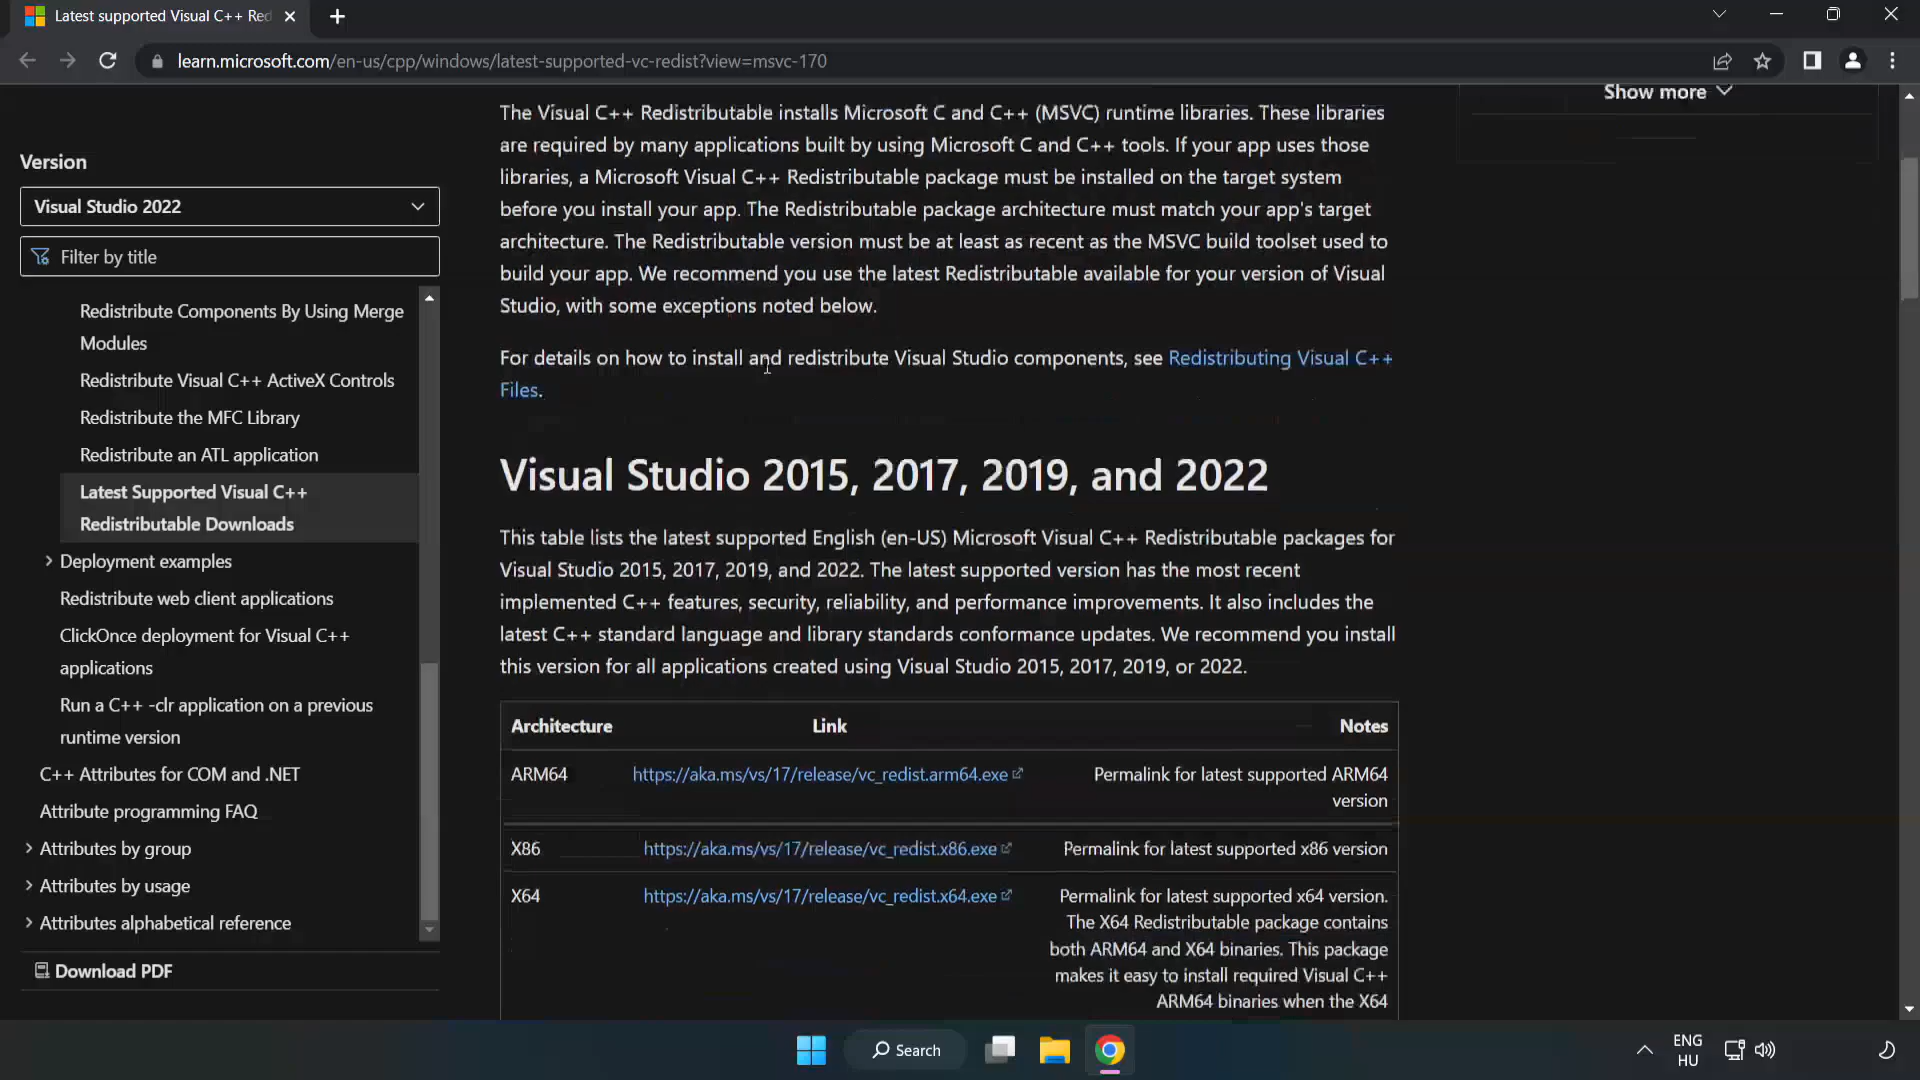 Latest supported Visual C++ Red
learn.microsoft.com/en-us/cpp/windows/latest-supported-vc-redist?view=msvc-170
Version
Visual Studio 2022
Filter by title
Redistribute Components By Using Merge
Modules
Redistribute Visual C++ ActiveX Controls
Redistribute the MFC Library
Redistribute an ATL application
Latest Supported Visual C++
Redistributable Downloads
Deployment examples
Redistribute web client applications
ClickOnce deployment for Visual C++
applications
Run a C++ -clr application on a previous
runtime version
C++ Attributes for COM and .NET
Attribute programming FAQ
Attributes by group
Attributes by usage
Attributes alphabetical reference
Download PDF
The Visual C++ Redistributable installs Microsoft C and C++ (MSVC) runtime libraries. These libraries
are required by many applications built by using Microsoft C and C++ tools. If your app uses those
libraries, a Microsoft Visual C++ Redistributable package must be installed on the target system
before you install your app. The Redistributable package architecture must match your app's target
architecture. The Redistributable version must be at least as recent as the MSVC build toolset used to
build your app. We recommend you use the latest Redistributable available for your version of Visual
Studio, with some exceptions noted below.
For details on how to install and redistribute Visual Studio components, see Redistributing Visual C++
Files.
Visual Studio 2015, 2017, 2019, and 2022
This table lists the latest supported English (en-US) Microsoft Visual C++ Redistributable packages for
Visual Studio 2015, 2017, 2019, and 2022. The latest supported version has the most recent
implemented C++ features, security, reliability, and performance improvements. It also includes the
latest C++ standard language and library standards conformance updates. We recommend you install
this version for all applications created using Visual Studio 2015, 2017, 2019, or 2022.
Architecture Link Notes
ARM64 https://aka.ms/vs/17/release/vc_redist.arm64.exe Permalink for latest supported ARM64
version
X86 https://aka.ms/vs/17/release/vc_redist.x86.exe Permalink for latest supported x86 version
X64 https://aka.ms/vs/17/release/vc_redist.x64.exe Permalink for latest supported x64 version.
The X64 Redistributable package contains
both ARM64 and X64 binaries. This package
makes it easy to install required Visual C++
ARM64 binaries when the X64
Show more
Search
ENG
HU